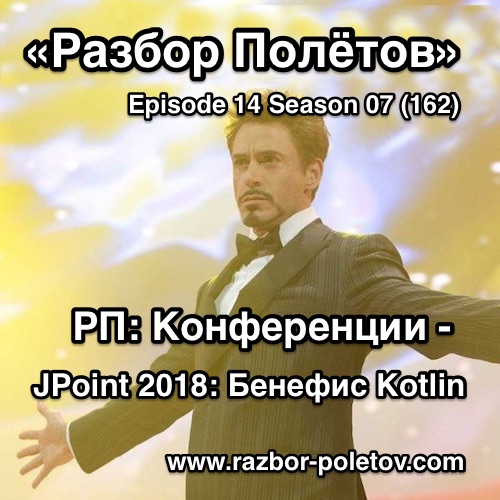 «Разбор Полётов»
Episode 14 Season 07 (162)
РП: Конференции -
JPoint 2018: Бенефис Kotlin
www.razbor-poletov.com